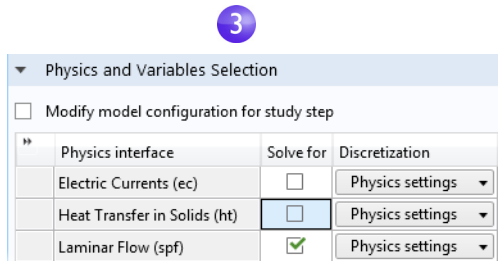 3
Physics and Variables Selection
Modify model configuration for study step
Physics interface Solve for Discretization
Electric Currents (ec) Physics settings
Heat Transfer in Solids (ht) Physics settings
Laminar Flow (spf) Physics settings